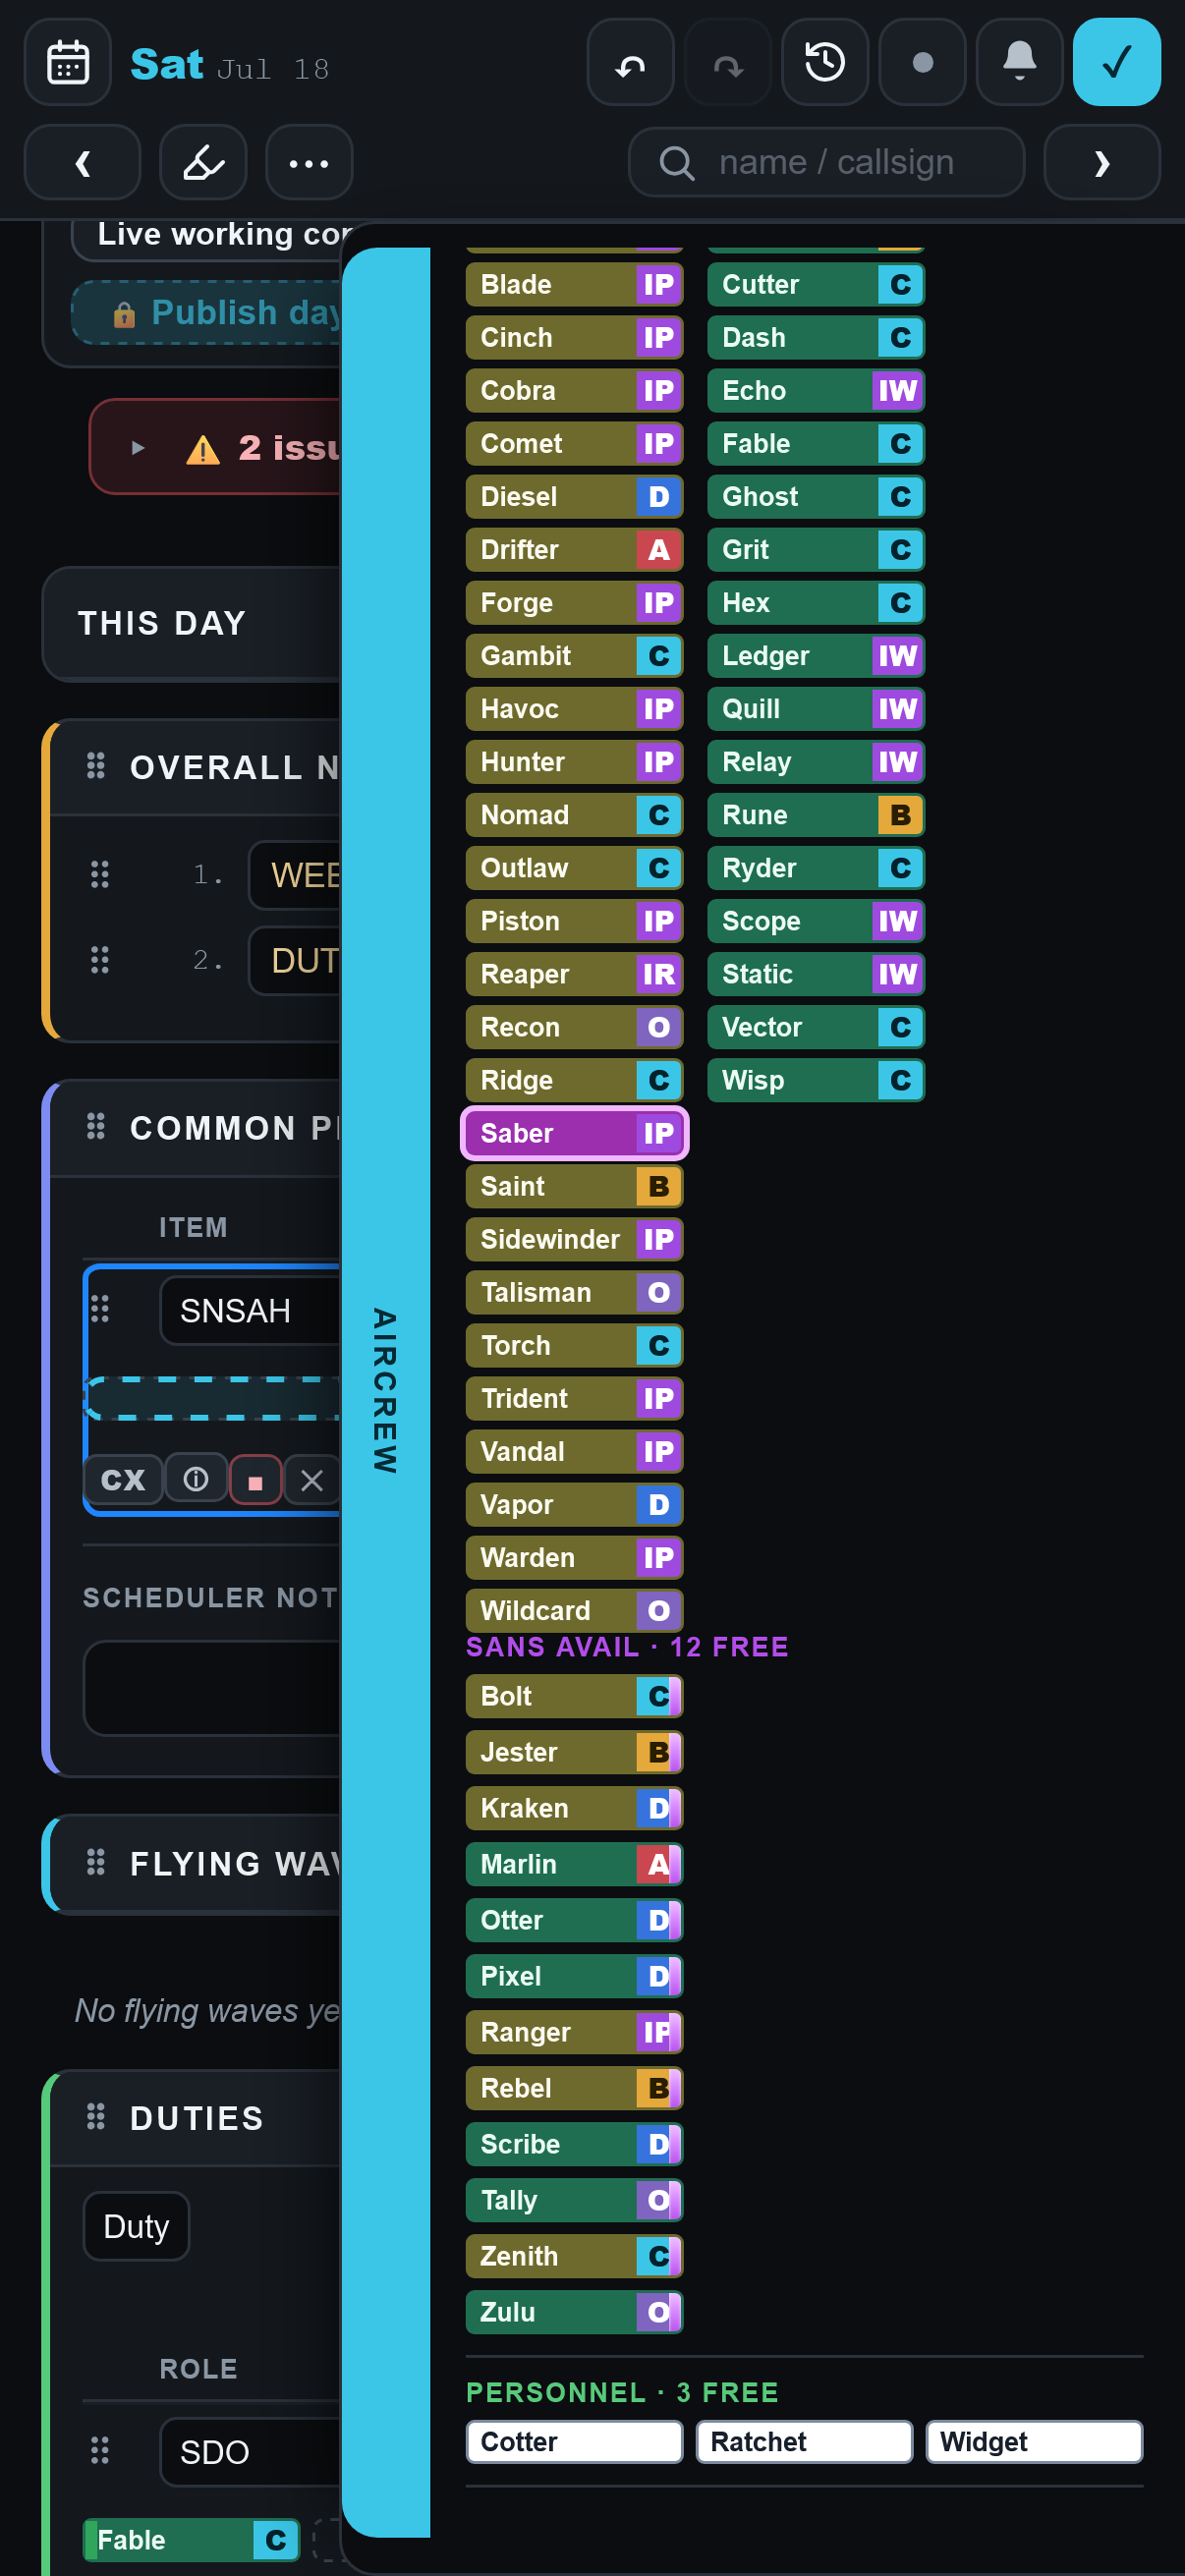 Sat Jul 18
name / callsign
Live working cor
Publish day
2 issu
THIS DAY
OVERALL N
1. WEE
2. DUT
COMMON P
ITEM
SNSAH
CX
SCHEDULER NOT
FLYING WAV
No flying waves ye
DUTIES
Duty
ROLE
SDO
Fable C
AIRCREW
Blade IP Cutter C
Cinch IP Dash C
Cobra IP Echo IW
Comet IP Fable C
Diesel D Ghost C
Drifter A Grit C
Forge IP Hex C
Gambit C Ledger IW
Havoc IP Quill IW
Hunter IP Relay IW
Nomad C Rune B
Outlaw C Ryder C
Piston IP Scope IW
Reaper IR Static IW
Recon O Vector C
Ridge C Wisp C
Saber IP
Saint B
Sidewinder IP
Talisman O
Torch C
Trident IP
Vandal IP
Vapor D
Warden IP
Wildcard O
SANS AVAIL · 12 FREE
Bolt C
Jester B
Kraken D
Marlin A
Otter D
Pixel D
Ranger IP
Rebel B
Scribe D
Tally O
Zenith C
Zulu O
PERSONNEL · 3 FREE
Cotter Ratchet Widget